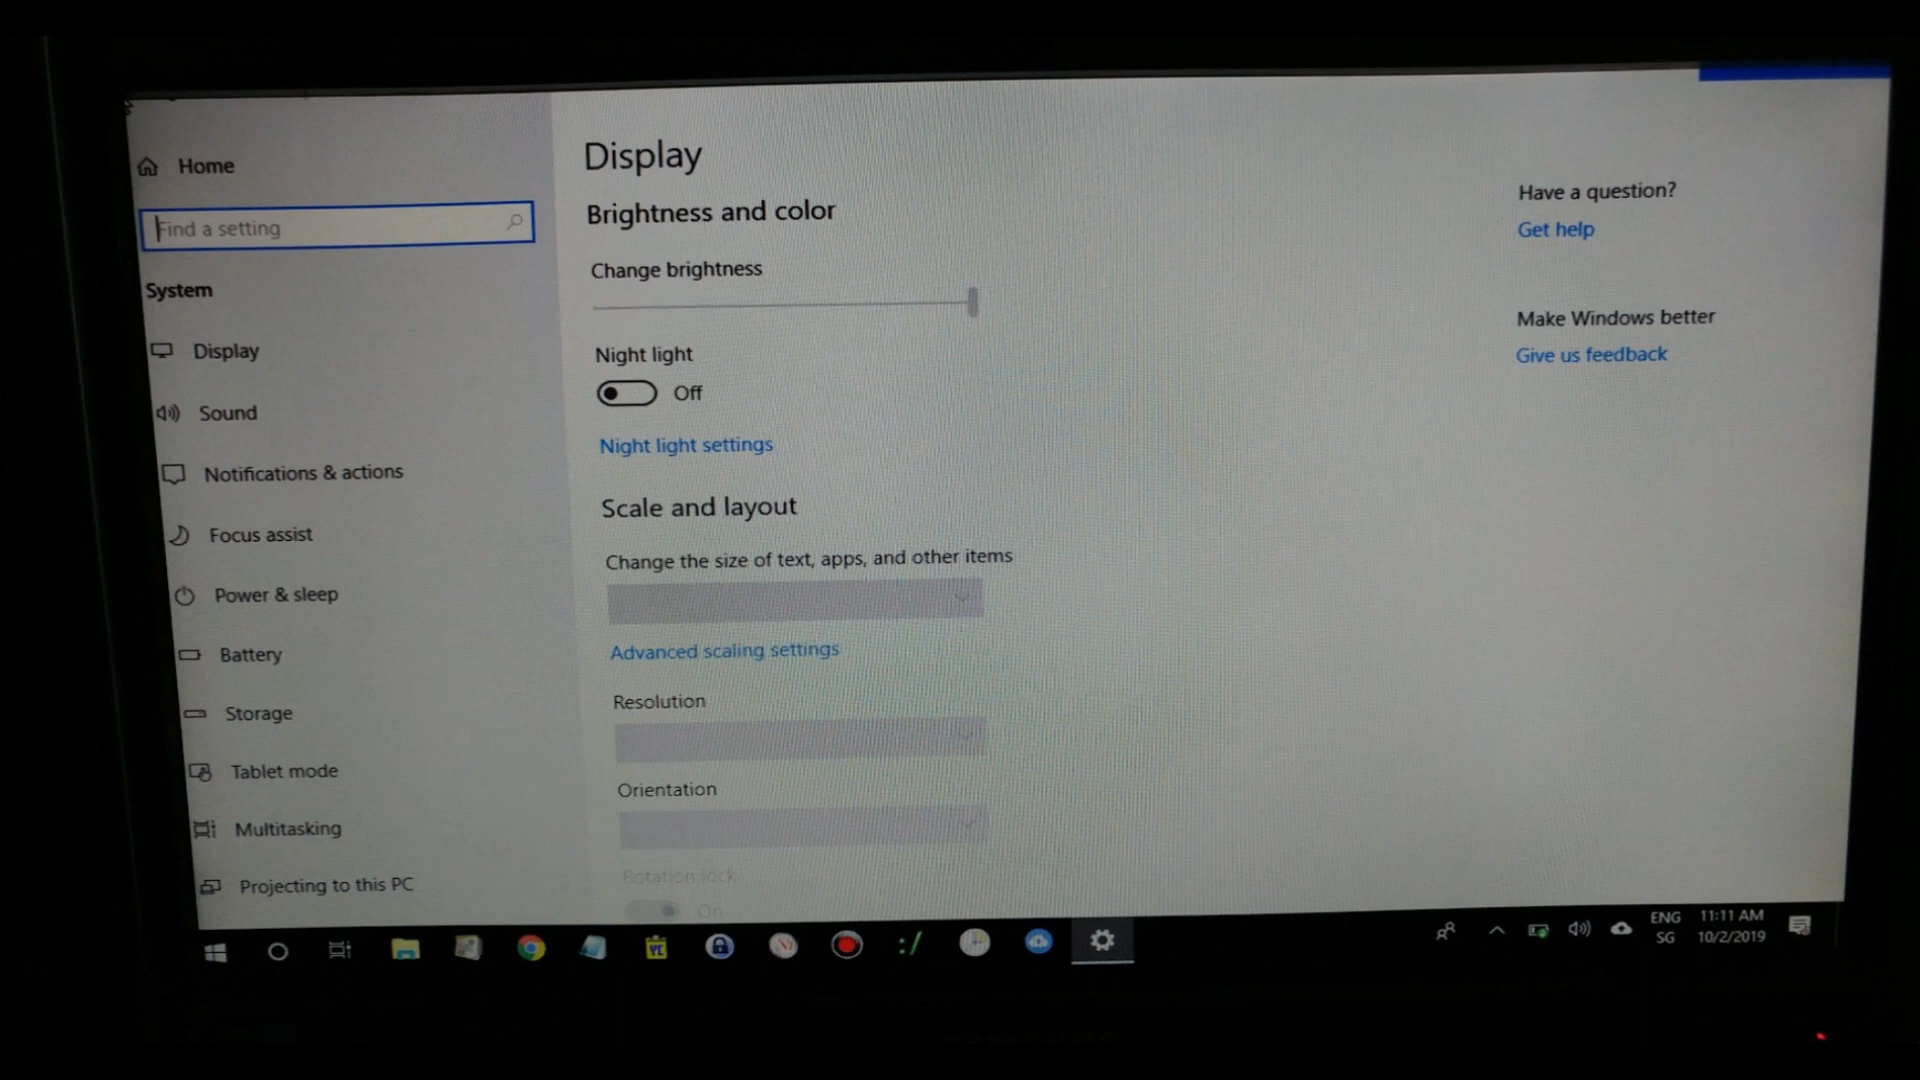 Home
Find a setting
System
Display
Sound
Notifications & actions
Focus assist
Power & sleep
Battery
Storage
Tablet mode
Multitasking
Projecting to this PC
Display
Brightness and color
Change brightness
Night light
Off
Night light settings
Scale and layout
Change the size of text, apps, and other items
Advanced scaling settings
Resolution
Orientation
Rotation lock
On
Have a question?
Get help
Make Windows better
Give us feedback
:/
ENG
SG
11:11 AM
10/2/2019